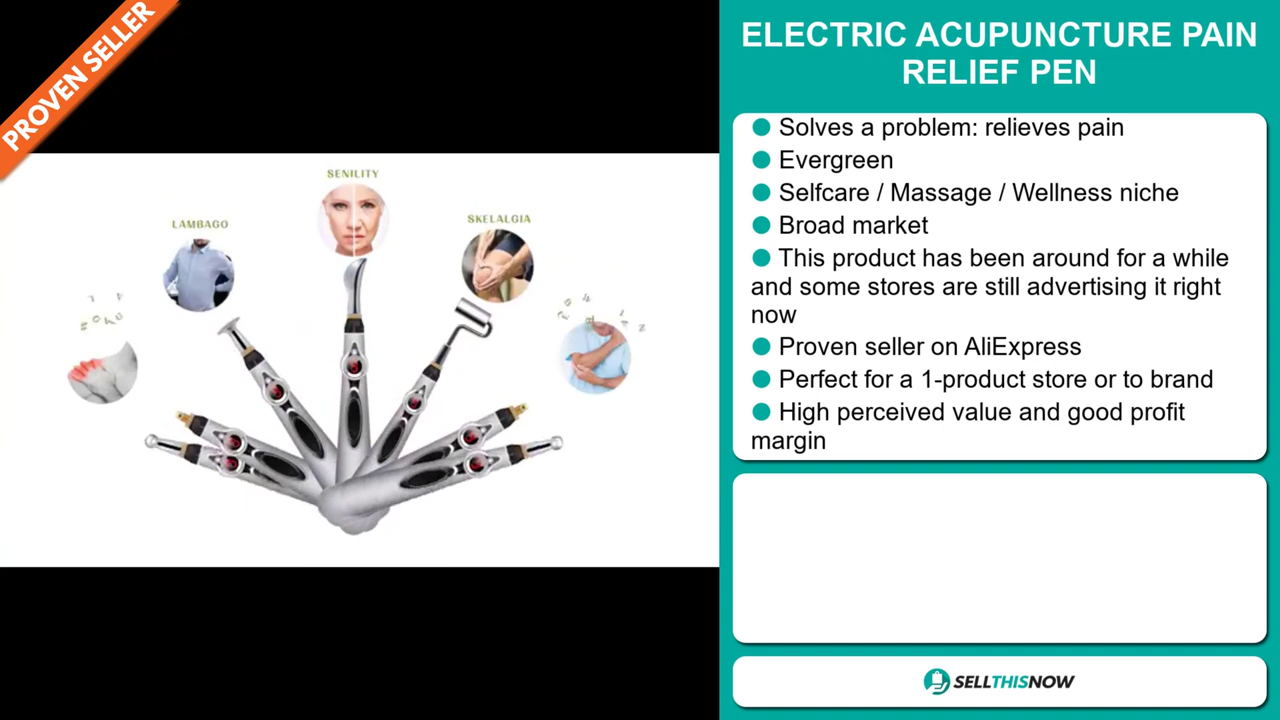 PROVEN SELLER
SENILITY
LAMBAGO
SKELALGIA
ELECTRIC ACUPUNCTURE PAIN
RELIEF PEN
● Solves a problem: relieves pain
● Evergreen
● Selfcare / Massage / Wellness niche
● Broad market
● This product has been around for a while
and some stores are still advertising it right
now
● Proven seller on AliExpress
● Perfect for a 1-product store or to brand
● High perceived value and good profit
margin
SELLTHISNOW